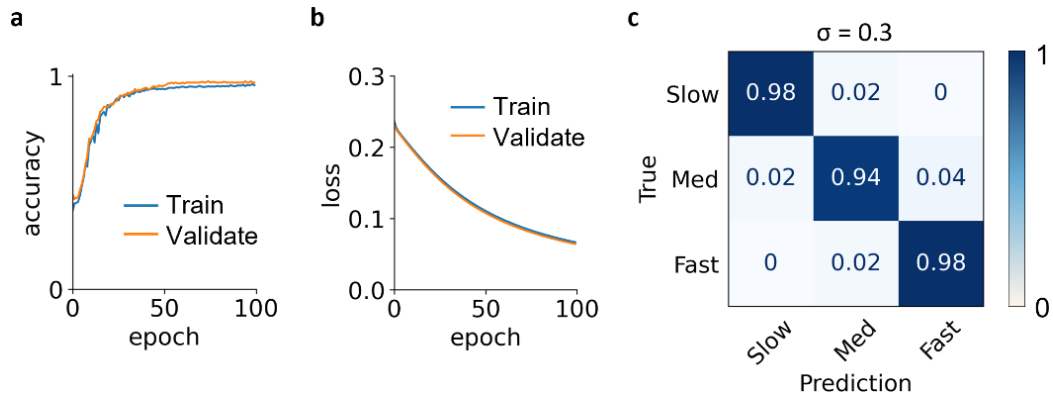 a
1
accuracy
0
Train
Validate
0
50
100
epoch
b
0.3
0.2
0.1
0.0
loss
Train
Validate
0
50
100
epoch
c
σ = 0.3
True
Slow
0.98
0.02
0
Med
0.02
0.94
0.04
Fast
0
0.02
0.98
Slow
Med
Fast
Prediction
1
0